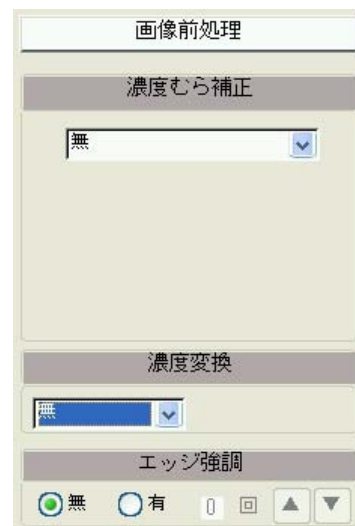 画像前処理
濃度むら補正
無
濃度変換
無
エッジ強調
無 有 0 回